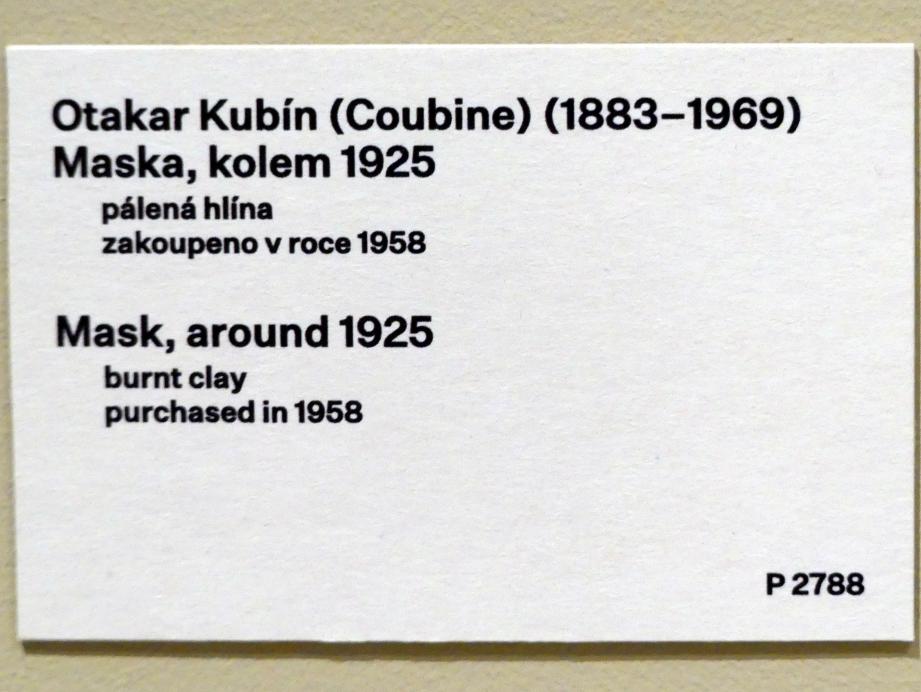 Otakar Kubín (Coubine) (1883–1969)
Maska, kolem 1925
pálená hlína
zakoupeno v roce 1958
Mask, around 1925
burnt clay
purchased in 1958
P 2788